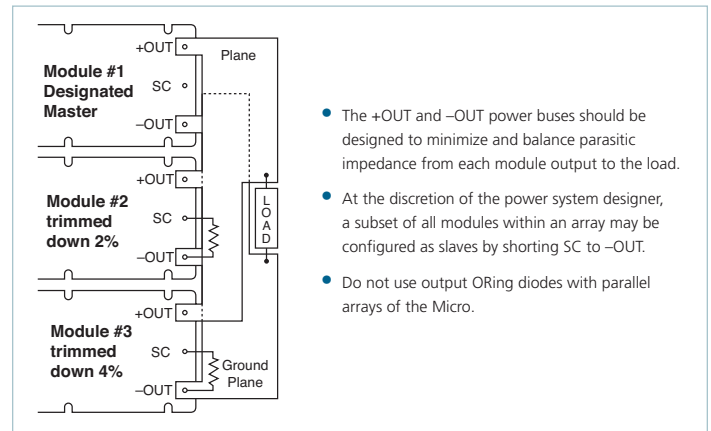 +OUT
Plane
Module #1
Designated
Master
SC
–OUT
+OUT
Module #2
trimmed
down 2%
SC
–OUT
LOAD
+OUT
Module #3
trimmed
down 4%
SC
Ground
Plane
–OUT
• The +OUT and –OUT power buses should be
designed to minimize and balance parasitic
impedance from each module output to the load.
• At the discretion of the power system designer,
a subset of all modules within an array may be
configured as slaves by shorting SC to –OUT.
• Do not use output ORing diodes with parallel
arrays of the Micro.